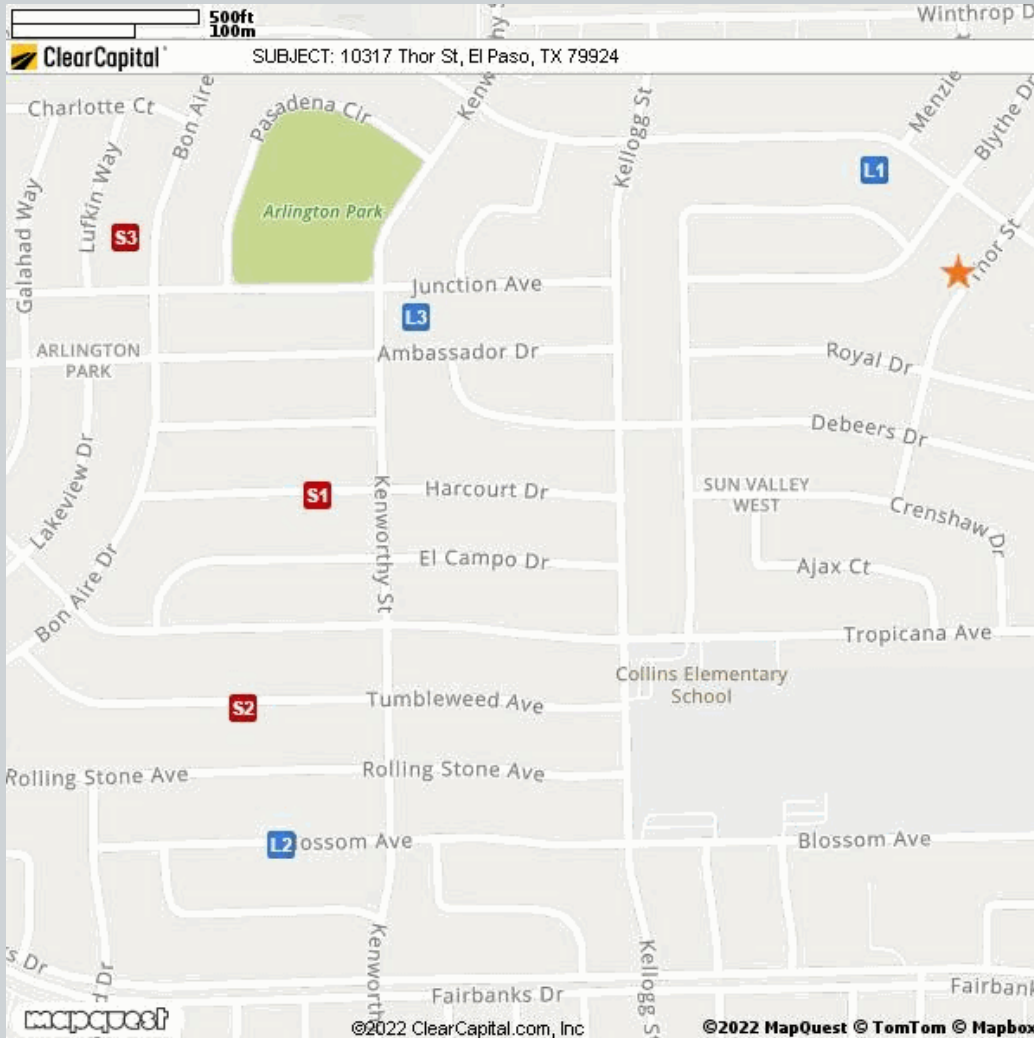 500ft
100m
Winthrop D
ClearCapital
SUBJECT: 10317 Thor St, El Paso, TX 79924
Charlotte Ct
Bon Aire
Pasadena Cir
Kenw
hy S
Kellogg St
Menzie
Blythe Dr
L1
Galahad Way
Lufkin Way
S3
Arlington Park
Thor St
Junction Ave
L3
ARLINGTON
PARK
Ambassador Dr
Royal Dr
Debeers Dr
Lakeview Dr
S1
Kenworthy St
Harcourt Dr
SUN VALLEY
WEST
Crenshaw Dr
El Campo Dr
Ajax Ct
Bon Aire Dr
Tropicana Ave
Collins Elementary
School
S2
Tumbleweed Ave
Rolling Stone Ave
Rolling Stone Ave
L2
lossom Ave
Blossom Ave
s Dr
Dr
Kenworth
Kellogg S
Fairbanks Dr
Fairbank
mapquest
©2022 ClearCapital.com, Inc
©2022 MapQuest © TomTom © Mapbox